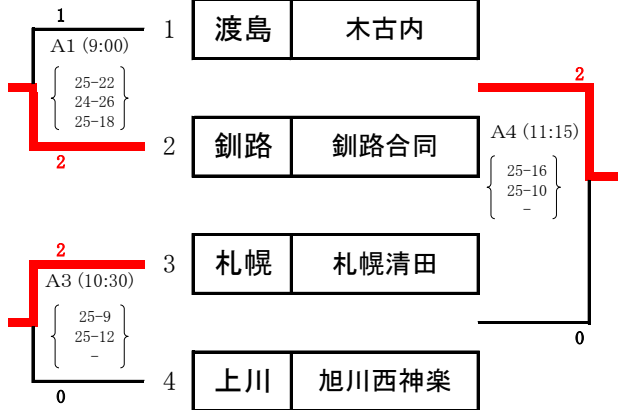 1
A1 (9:00)
25-22
24-26
25-18
2
1 渡島 木古内
2 釧路 釧路合同
2
A4 (11:15)
25-16
25-10
-
0
2
A3 (10:30)
25-9
25-12
-
0
3 札幌 札幌清田
4 上川 旭川西神楽